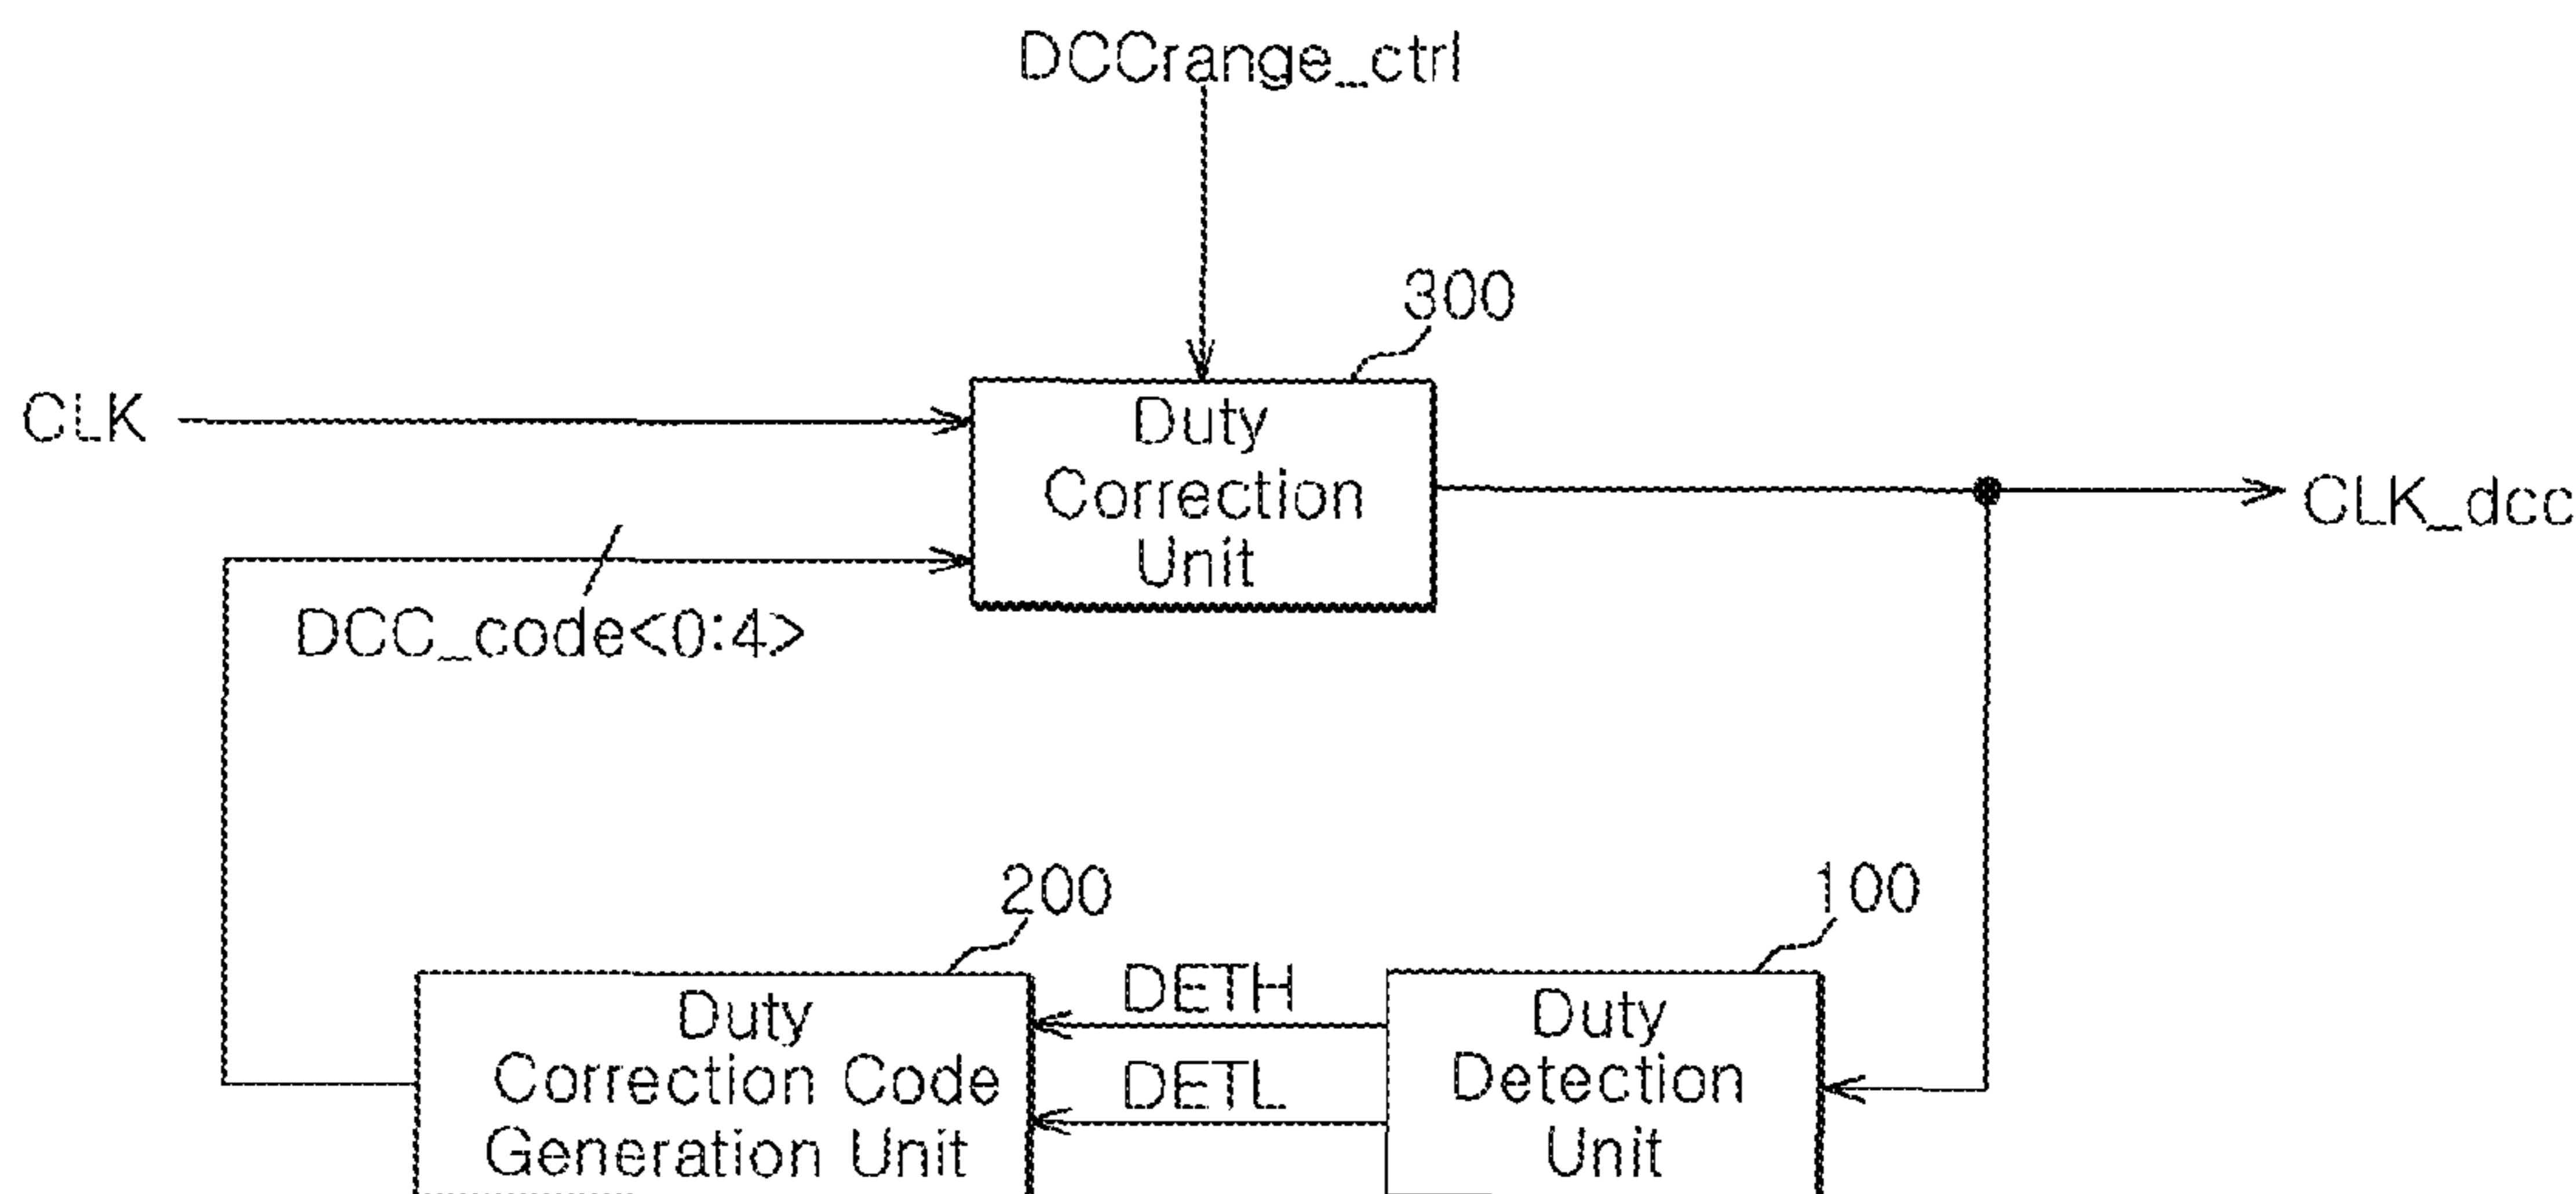 DCCrange_ctrl
300
CLK
Duty
Correction
Unit
CLK_dcc
DCC_code<0:4>
200
100
Duty
Correction Code
Generation Unit
DETH
DETL
Duty
Detection
Unit